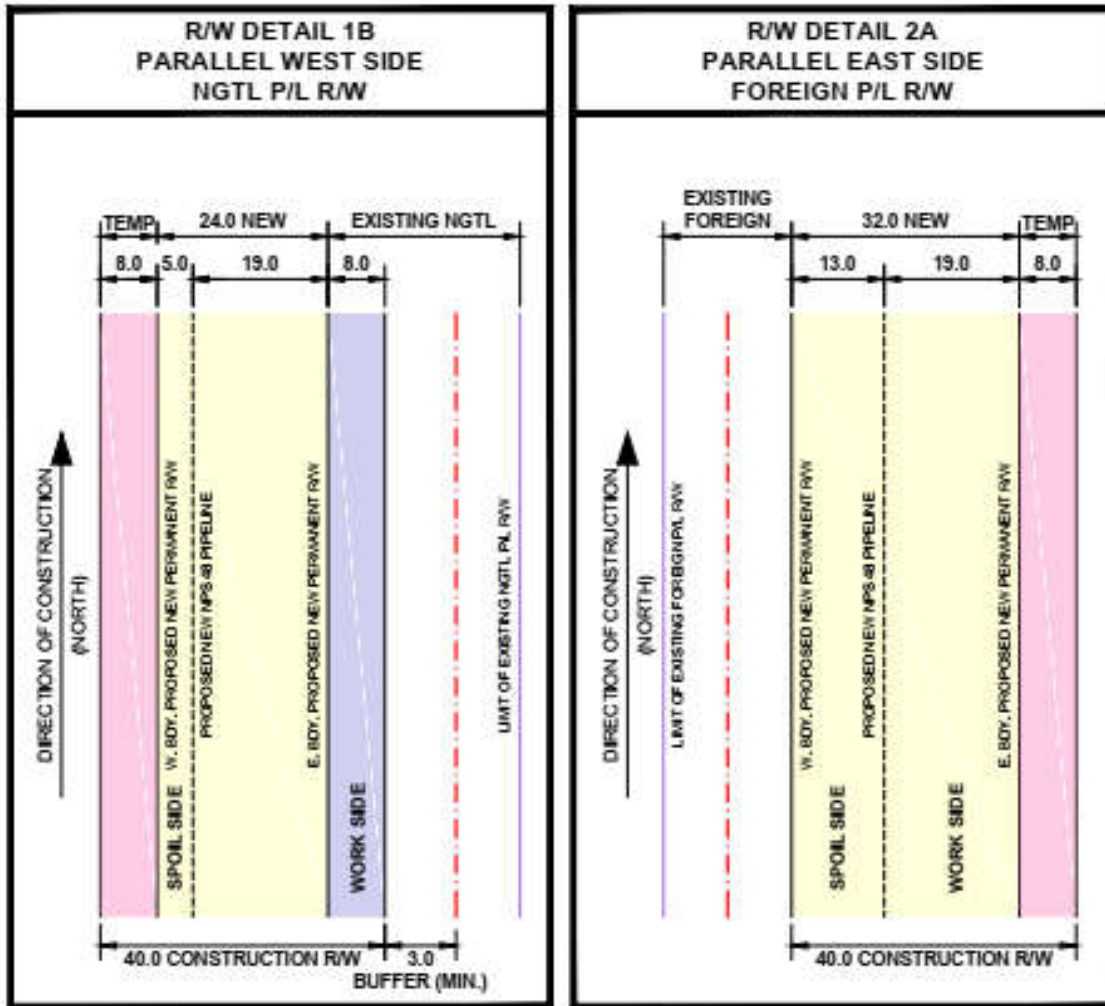 R/W DETAIL 1B
PARALLEL WEST SIDE
NGTL P/L R/W
TEMP
24.0 NEW
EXISTING NGTL
8.0
5.0
19.0
8.0
DIRECTION OF CONSTRUCTION
(NORTH)
SPOIL SIDE
W. BDY. PROPOSED NEW PERMANENT R/W
PROPOSED NEW NPS 48 PIPELINE
E. BDY. PROPOSED NEW PERMANENT R/W
WORK SIDE
LIMIT OF EXISTING NGTL P/L R/W
40.0 CONSTRUCTION R/W
3.0
BUFFER (MIN.)
R/W DETAIL 2A
PARALLEL EAST SIDE
FOREIGN P/L R/W
EXISTING
FOREIGN
32.0 NEW
TEMP
13.0
19.0
8.0
DIRECTION OF CONSTRUCTION
(NORTH)
LIMIT OF EXISTING FOREIGN P/L R/W
W. BDY. PROPOSED NEW PERMANENT R/W
SPOIL SIDE
PROPOSED NEW NPS 48 PIPELINE
WORK SIDE
E. BDY. PROPOSED NEW PERMANENT R/W
40.0 CONSTRUCTION R/W